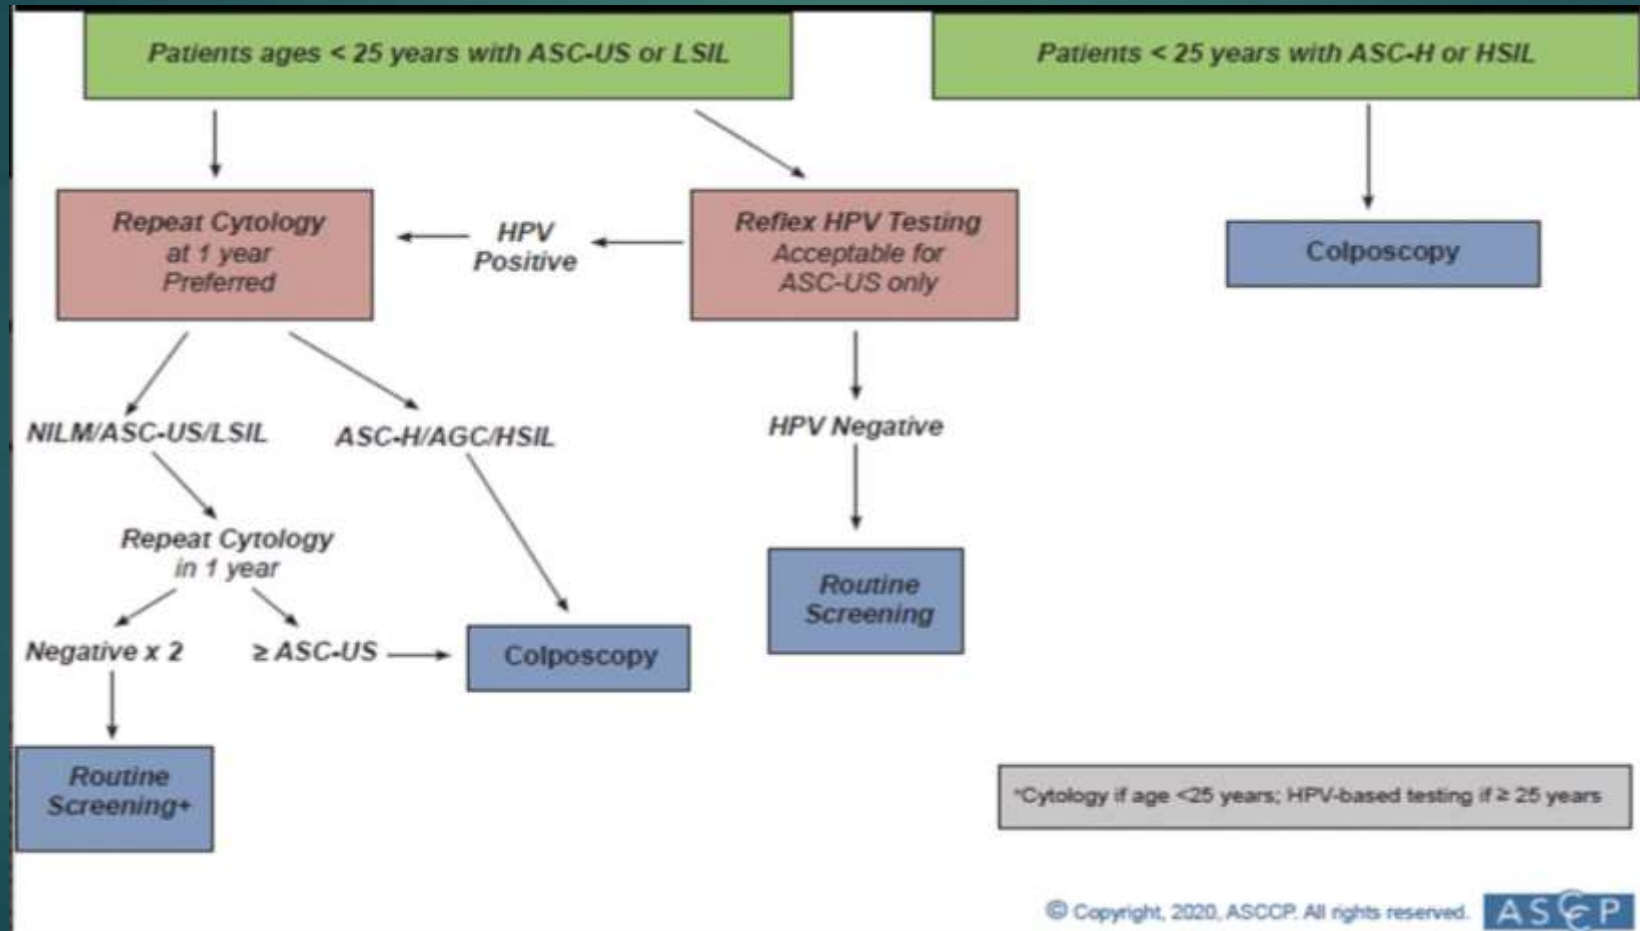 Patients ages < 25 years with ASC-US or LSIL
Patients < 25 years with ASC-H or HSIL
Repeat Cytology
at 1 year
Preferred
HPV
Positive
Reflex HPV Testing
Acceptable for
ASC-US only
Colposcopy
NILM/ASC-US/LSIL
ASC-H/AGC/HSIL
HPV Negative
Repeat Cytology
in 1 year
Routine
Screening
Negative x 2
≥ ASC-US
Colposcopy
Routine
Screening+
*Cytology if age <25 years; HPV-based testing if ≥ 25 years
© Copyright, 2020, ASCCP. All rights reserved.
ASCCP